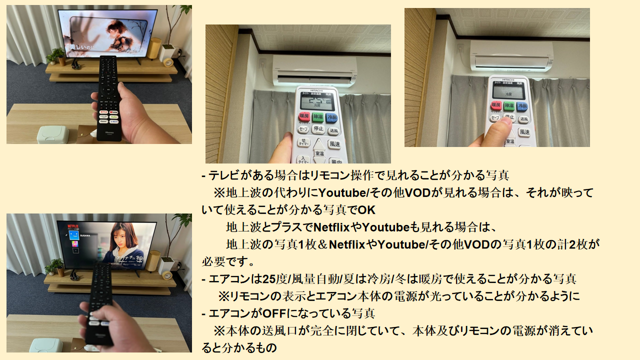 - テレビがある場合はリモコン操作で見れることが分かる写真
※地上波の代わりにYoutube/その他VODが見れる場合は、それが映って
いて使えることが分かる写真でOK
地上波とプラスでNetflixやYoutubeも見れる場合は、
地上波の写真1枚＆NetflixやYoutube/その他VODの写真1枚の計2枚が
必要です。
- エアコンは25度/風量自動/夏は冷房/冬は暖房で使えることが分かる写真
※リモコンの表示とエアコン本体の電源が光っていることが分かるように
- エアコンがOFFになっている写真
※本体の送風口が完全に閉じていて、本体及びリモコンの電源が消えてい
ると分かるもの